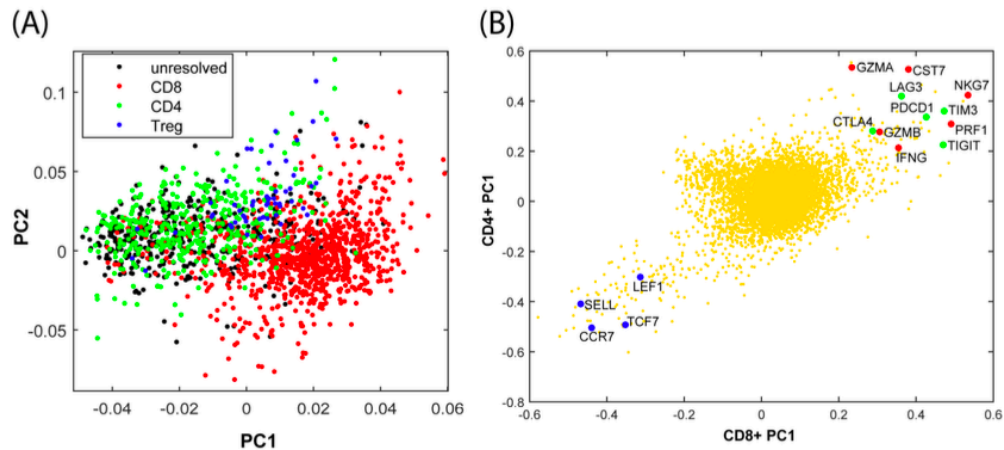 (A)
unresolved
CD8
CD4
Treg
0.1
0.05
0
-0.05
PC2
-0.04
-0.02
0
0.02
0.04
0.06
PC1
(B)
0.6
0.4
0.2
0
-0.2
-0.4
-0.6
-0.8
CD4+ PC1
GZMA
CST7
LAG3
NKG7
PDCD1
TIM3
CTLA4
GZMB
PRF1
IFNG
TIGIT
LEF1
SELL
TCF7
CCR7
-0.6
-0.4
-0.2
0
0.2
0.4
0.6
CD8+ PC1